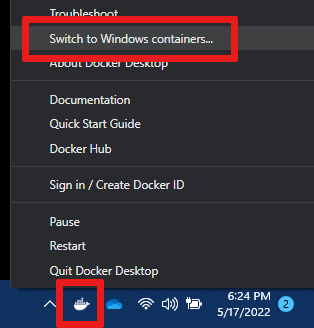 Troubleshoot
Switch to Windows containers...
About Docker Desktop
Documentation
Quick Start Guide
Docker Hub
Sign in / Create Docker ID
Pause
Restart
Quit Docker Desktop
6:24 PM
5/17/2022
2